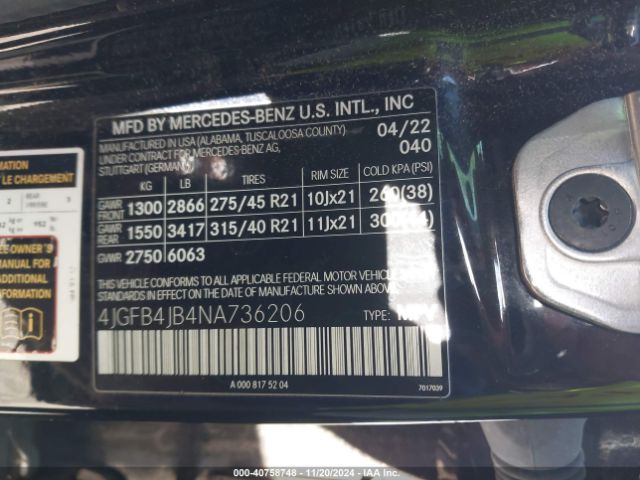 MFD BY MERCEDES-BENZ U.S. INTL., INC
MANUFACTURED IN USA (ALABAMA, TUSCALOOSA COUNTY) 04/22
UNDER CONTRACT FOR MERCEDES-BENZ AG, 040
STUTTGART (GERMANY)
KG LB TIRES RIM SIZE COLD KPA (PSI)
GAWR FRONT 1300 2866 275/45 R21 10Jx21 260(38)
GAWR REAR 1550 3417 315/40 R21 11Jx21
GVWR 2750 6063
THIS VEHICLE CONFORMS TO ALL APPLICABLE FEDERAL MOTOR VEHICLE
STANDARDS IN EFFECT ON THE DATE OF MANUFACTURE SHOWN ABOVE.
4JGFB4JB4NA736206 TYPE: MPV
A 000 817 52 04
7017039
LE CHARGEMENT
OWNER'S
MANUAL FOR
ADDITIONAL
INFORMATION
000-40758748 - 11/20/2024 - IAA Inc.